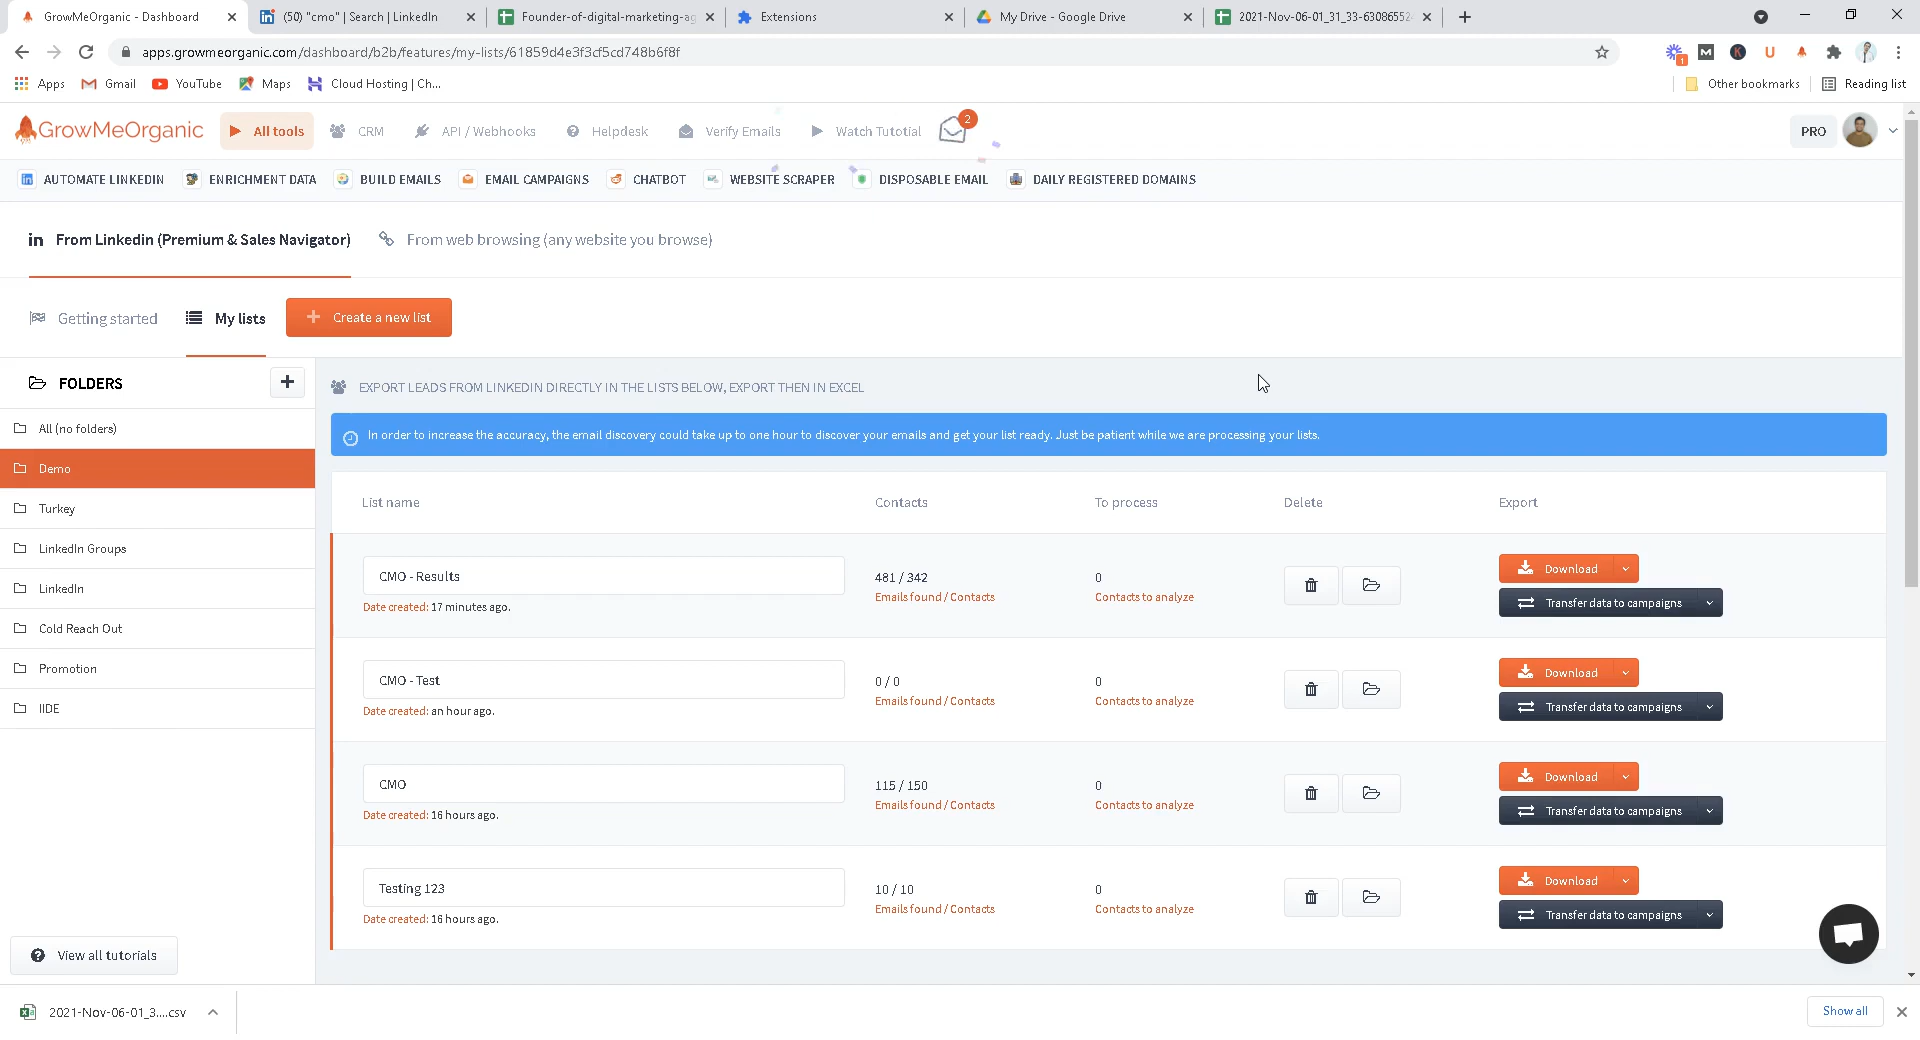 GrowMeOrganic - Dashboard
(50) "cmo" | Search | LinkedIn
Founder-of-digital-marketing-ag
Extensions
My Drive - Google Drive
2021-Nov-06-01_31_33-63086552
apps.growmeorganic.com/dashboard/b2b/features/my-lists/61859d4e3f3cf5cd748b6f8f
Apps
Gmail
YouTube
Maps
Cloud Hosting | Ch...
Other bookmarks
Reading list
GrowMeOrganic
All tools
CRM
API / Webhooks
Helpdesk
Verify Emails
Watch Tutotial
2
PRO
AUTOMATE LINKEDIN
ENRICHMENT DATA
BUILD EMAILS
EMAIL CAMPAIGNS
CHATBOT
WEBSITE SCRAPER
DISPOSABLE EMAIL
DAILY REGISTERED DOMAINS
in From Linkedin (Premium & Sales Navigator)
From web browsing (any website you browse)
Getting started
My lists
+ Create a new list
FOLDERS
+
All (no folders)
Demo
Turkey
LinkedIn Groups
LinkedIn
Cold Reach Out
Promotion
IIDE
View all tutorials
EXPORT LEADS FROM LINKEDIN DIRECTLY IN THE LISTS BELOW, EXPORT THEN IN EXCEL
In order to increase the accuracy, the email discovery could take up to one hour to discover your emails and get your list ready. Just be patient while we are processing your lists.
List name
Contacts
To process
Delete
Export
CMO - Results
Date created: 17 minutes ago.
481 / 342
Emails found / Contacts
0
Contacts to analyze
Download
Transfer data to campaigns
CMO - Test
Date created: an hour ago.
0 / 0
Emails found / Contacts
0
Contacts to analyze
Download
Transfer data to campaigns
CMO
Date created: 16 hours ago.
115 / 150
Emails found / Contacts
0
Contacts to analyze
Download
Transfer data to campaigns
Testing 123
Date created: 16 hours ago.
10 / 10
Emails found / Contacts
0
Contacts to analyze
Download
Transfer data to campaigns
2021-Nov-06-01_3....csv
Show all